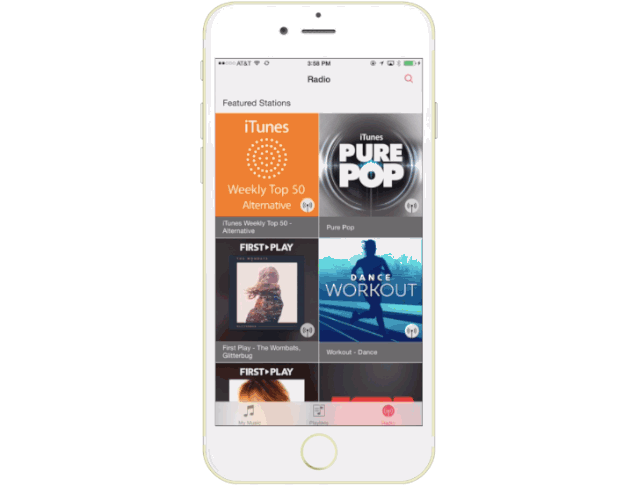 AT&T 3:58 PM
Radio
Featured Stations
iTunes
Weekly Top 50
Alternative
iTunes Weekly Top 50 -
Alternative
iTunes
PURE
POP
Pure Pop
FIRST PLAY
THE WOMBATS
First Play - The Wombats,
Glitterbug
DANCE
WORKOUT
Workout - Dance
FIRST PLAY
My Music
Playlists
Radio